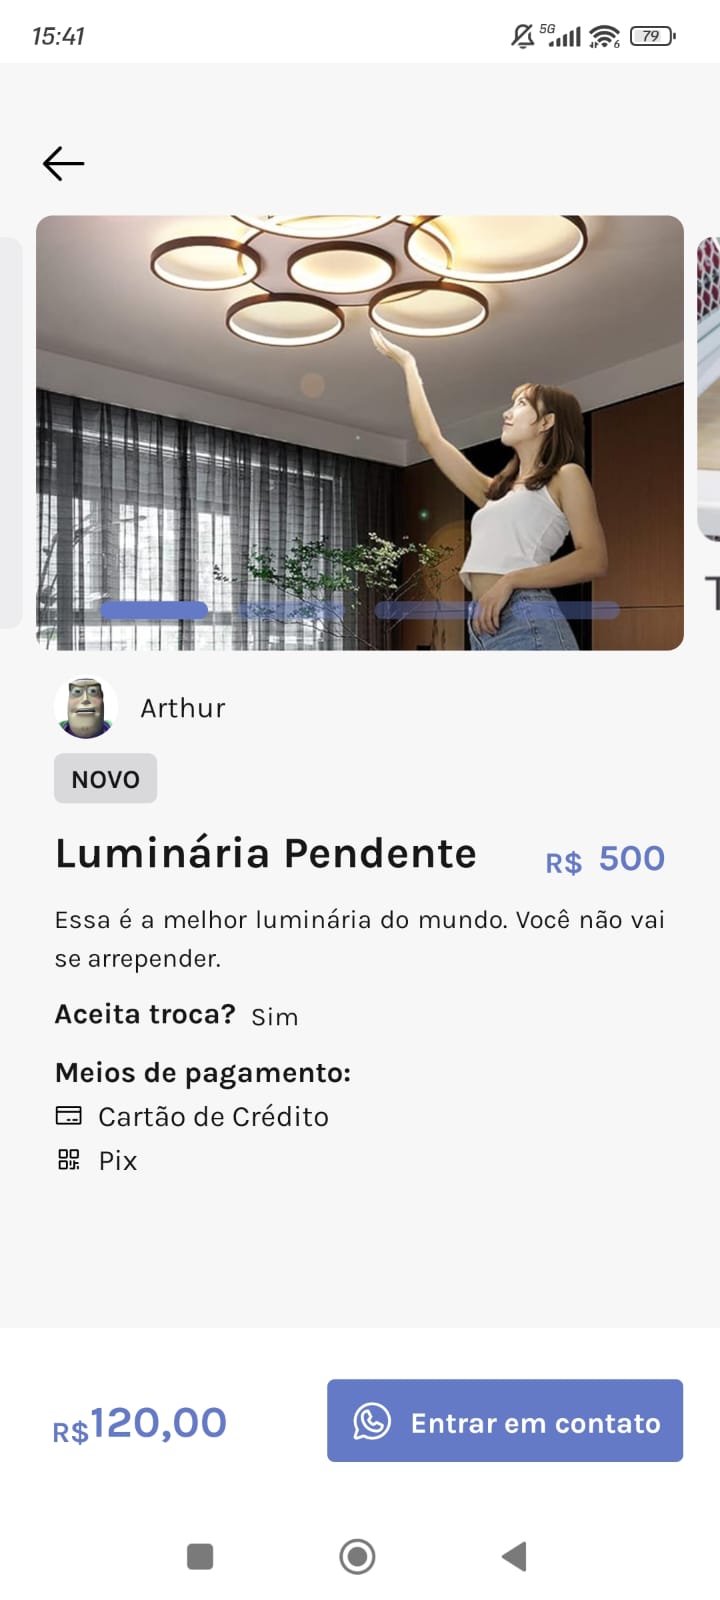 15:41
5G
6
79
T
Arthur
NOVO
Luminária Pendente
R$ 500
Essa é a melhor luminária do mundo. Você não vai
se arrepender.
Aceita troca? Sim
Meios de pagamento:
Cartão de Crédito
Pix
R$120,00
Entrar em contato